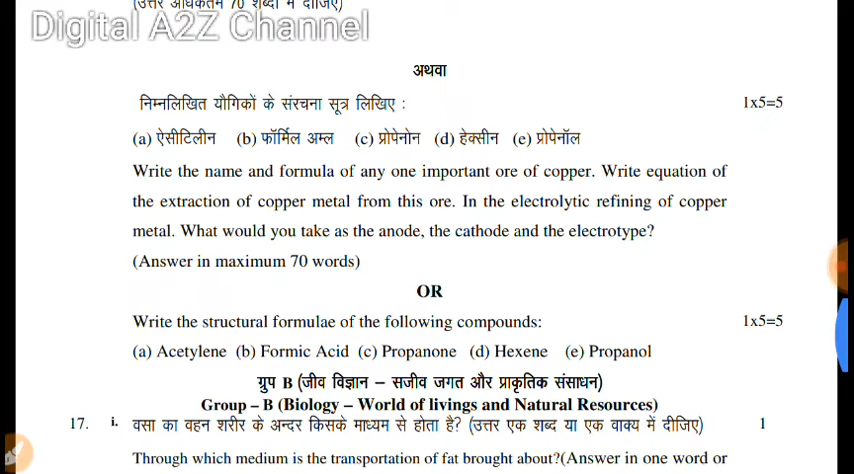 (उत्तर अधिकतम 70 शब्दों में दीजिए)
Digital A2Z Channel
अथवा
निम्नलिखित यौगिकों के संरचना सूत्र लिखिए : 1x5=5
(a) ऐसीटिलीन (b) फॉर्मिल अम्ल (c) प्रोपेनोन (d) हेक्सीन (e) प्रोपेनॉल
Write the name and formula of any one important ore of copper. Write equation of
the extraction of copper metal from this ore. In the electrolytic refining of copper
metal. What would you take as the anode, the cathode and the electrotype?
(Answer in maximum 70 words)
OR
Write the structural formulae of the following compounds: 1x5=5
(a) Acetylene (b) Formic Acid (c) Propanone (d) Hexene (e) Propanol
ग्रुप B (जीव विज्ञान – सजीव जगत और प्राकृतिक संसाधन)
Group – B (Biology – World of livings and Natural Resources)
17. i. वसा का वहन शरीर के अन्दर किसके माध्यम से होता है? (उत्तर एक शब्द या एक वाक्य में दीजिए) 1
Through which medium is the transportation of fat brought about?(Answer in one word or